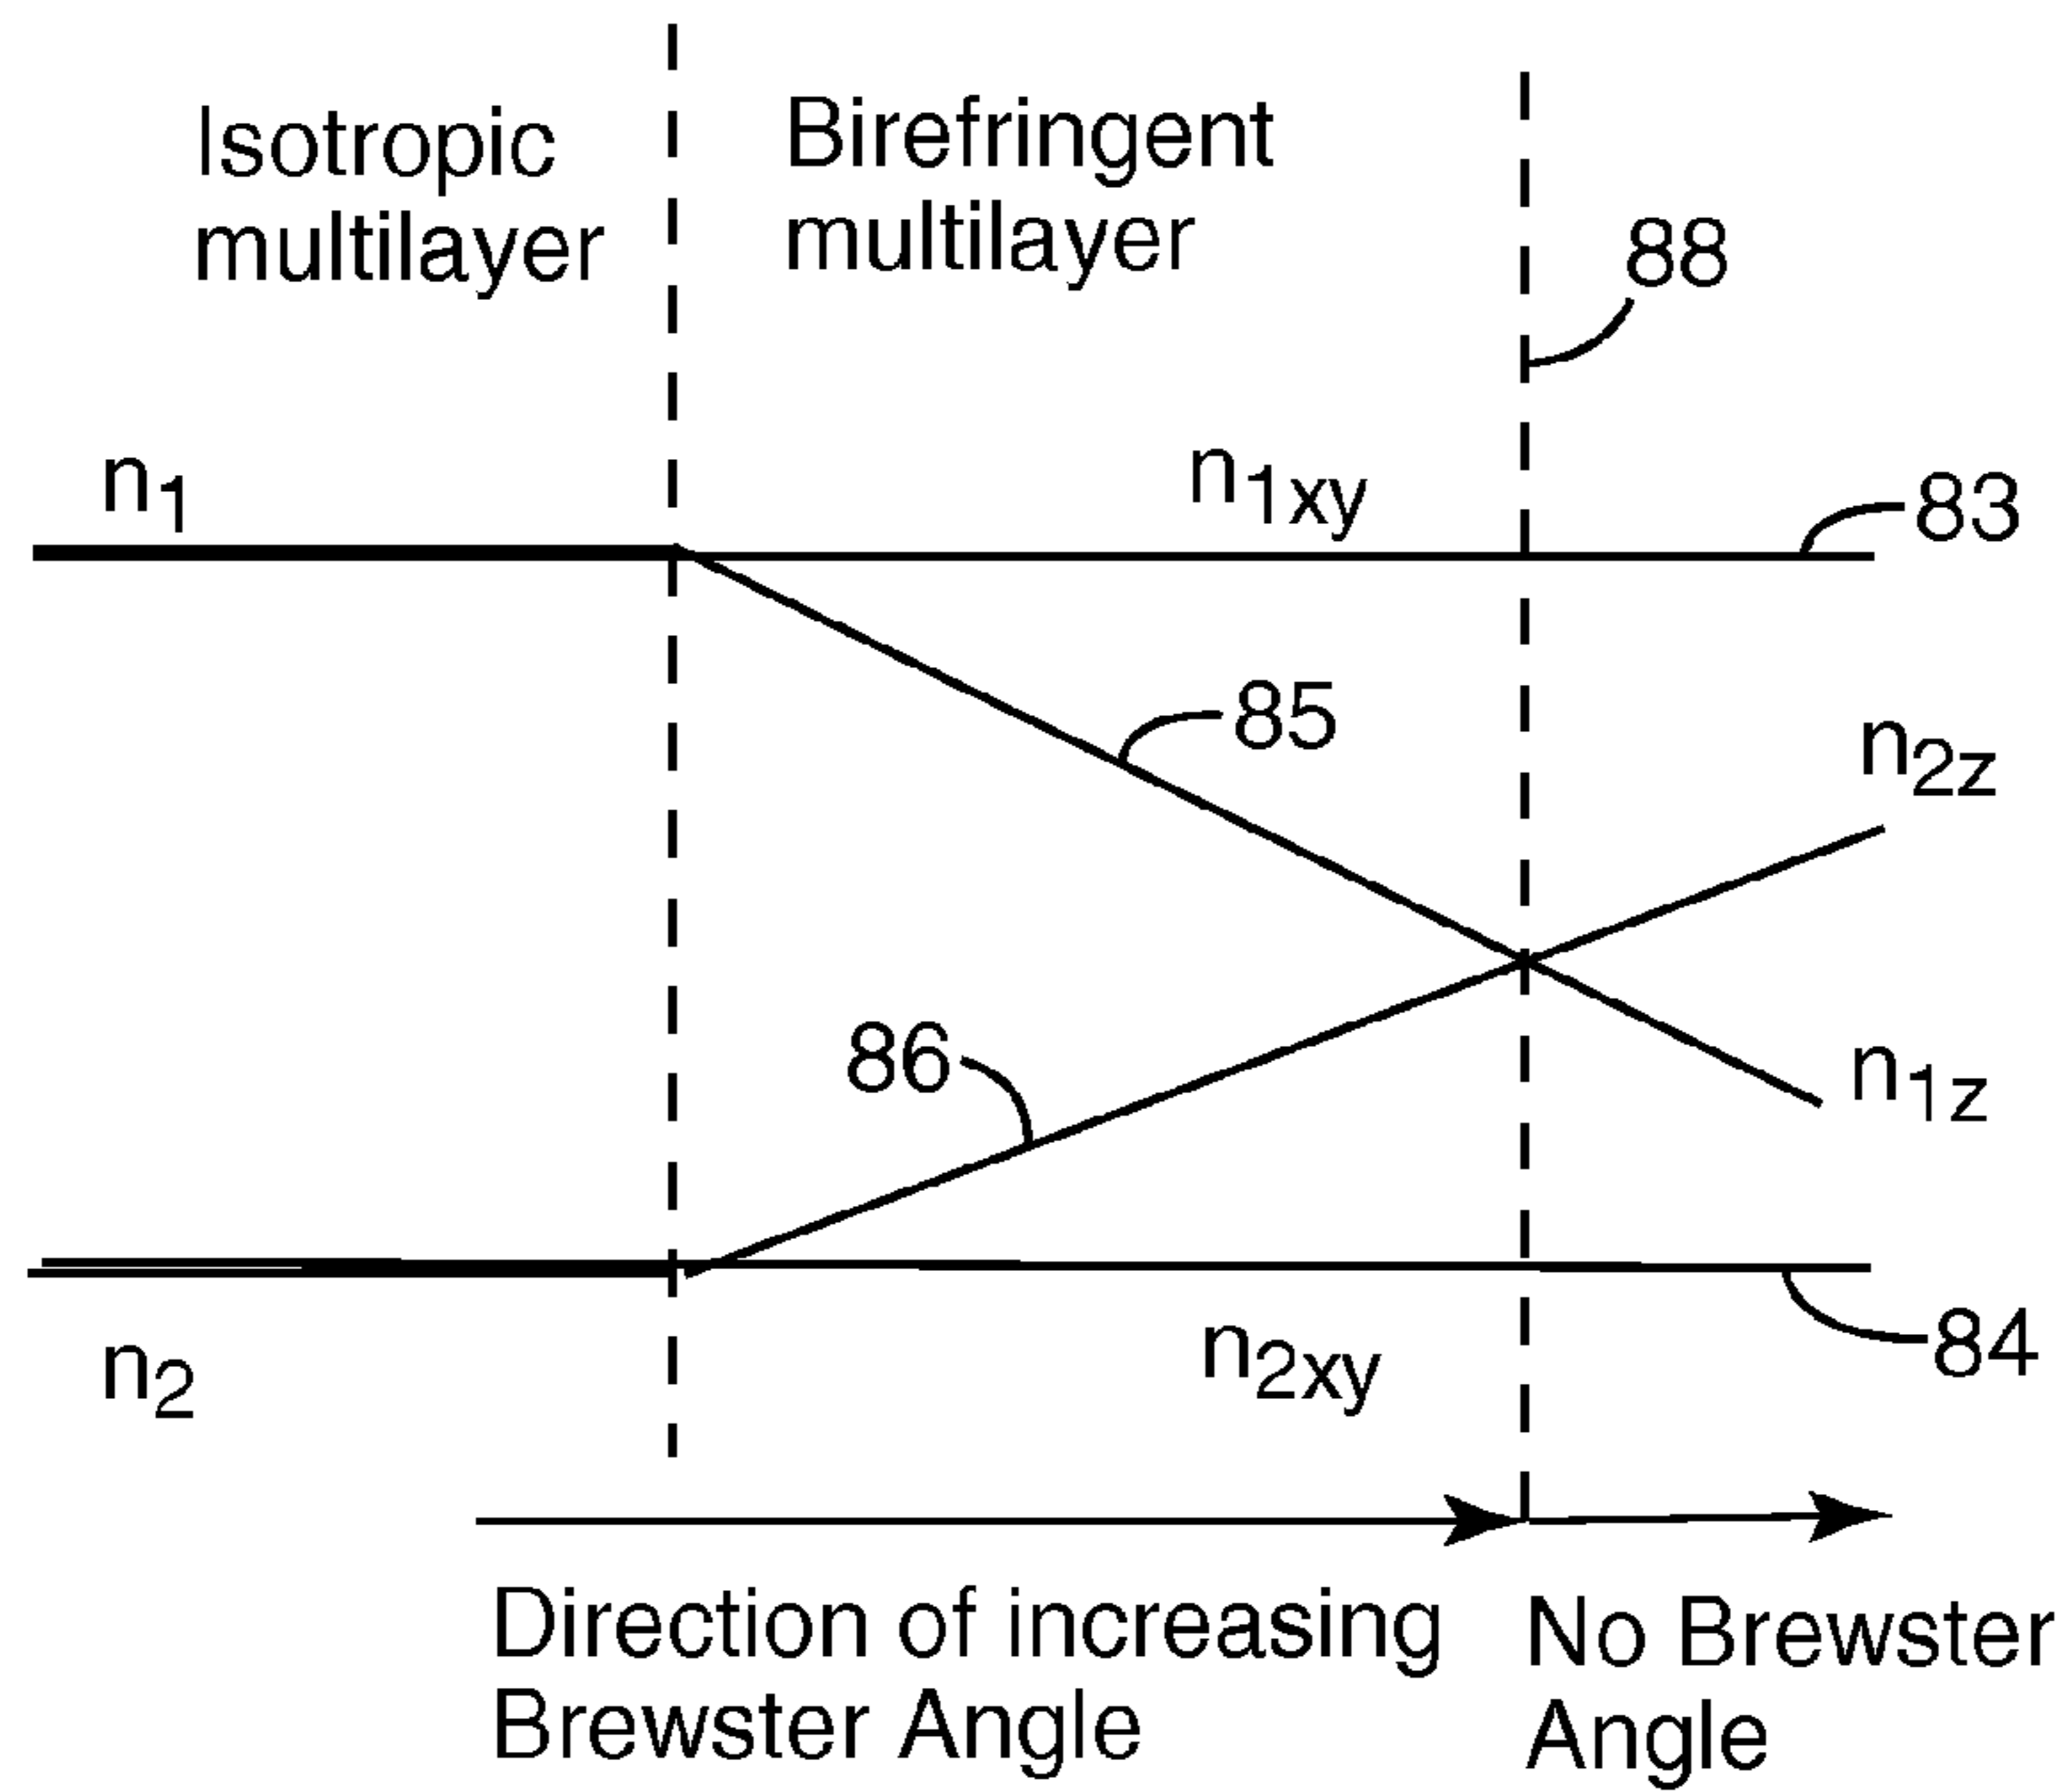 Isotropic
multilayer
Birefringent
multilayer
88
n1
n1xy
83
85
n2z
86
n1z
n2
n2xy
84
Direction of increasing
Brewster Angle
No Brewster
Angle